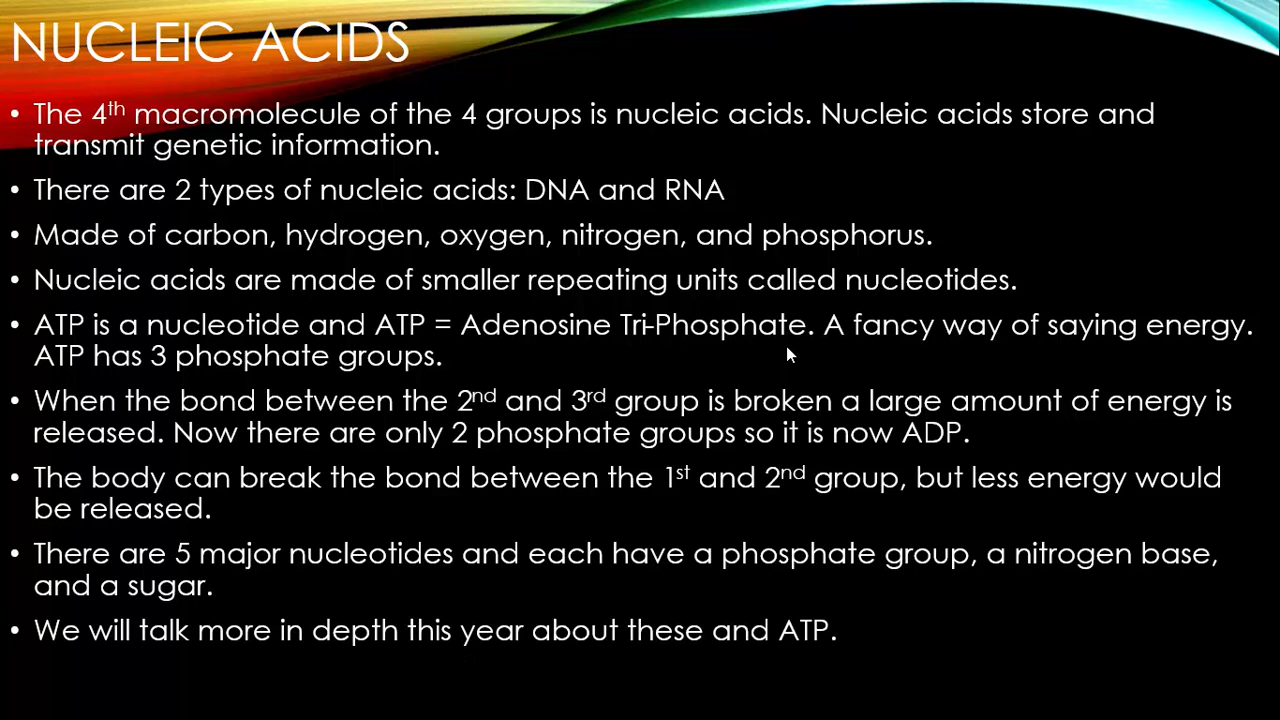 NUCLEIC ACIDS
• The 4th macromolecule of the 4 groups is nucleic acids. Nucleic acids store and
transmit genetic information.
• There are 2 types of nucleic acids: DNA and RNA
• Made of carbon, hydrogen, oxygen, nitrogen, and phosphorus.
• Nucleic acids are made of smaller repeating units called nucleotides.
• ATP is a nucleotide and ATP = Adenosine Tri-Phosphate. A fancy way of saying energy.
ATP has 3 phosphate groups.
• When the bond between the 2nd and 3rd group is broken a large amount of energy is
released. Now there are only 2 phosphate groups so it is now ADP.
• The body can break the bond between the 1st and 2nd group, but less energy would
be released.
• There are 5 major nucleotides and each have a phosphate group, a nitrogen base,
and a sugar.
• We will talk more in depth this year about these and ATP.